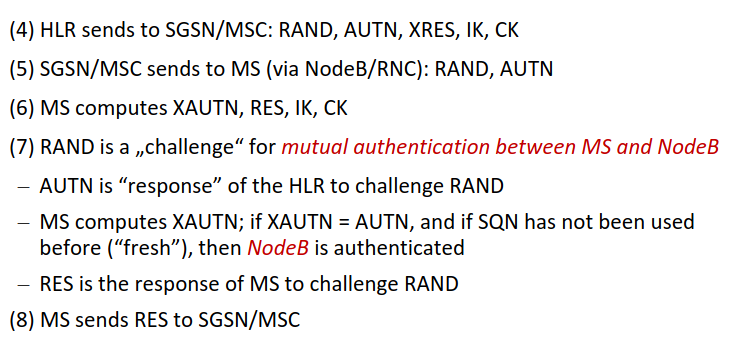 (4) HLR sends to SGSN/MSC: RAND, AUTN, XRES, IK, CK
(5) SGSN/MSC sends to MS (via NodeB/RNC): RAND, AUTN
(6) MS computes XAUTN, RES, IK, CK
(7) RAND is a „challenge“ for mutual authentication between MS and NodeB
– AUTN is “response” of the HLR to challenge RAND
– MS computes XAUTN; if XAUTN = AUTN, and if SQN has not been used
before (“fresh”), then NodeB is authenticated
– RES is the response of MS to challenge RAND
(8) MS sends RES to SGSN/MSC